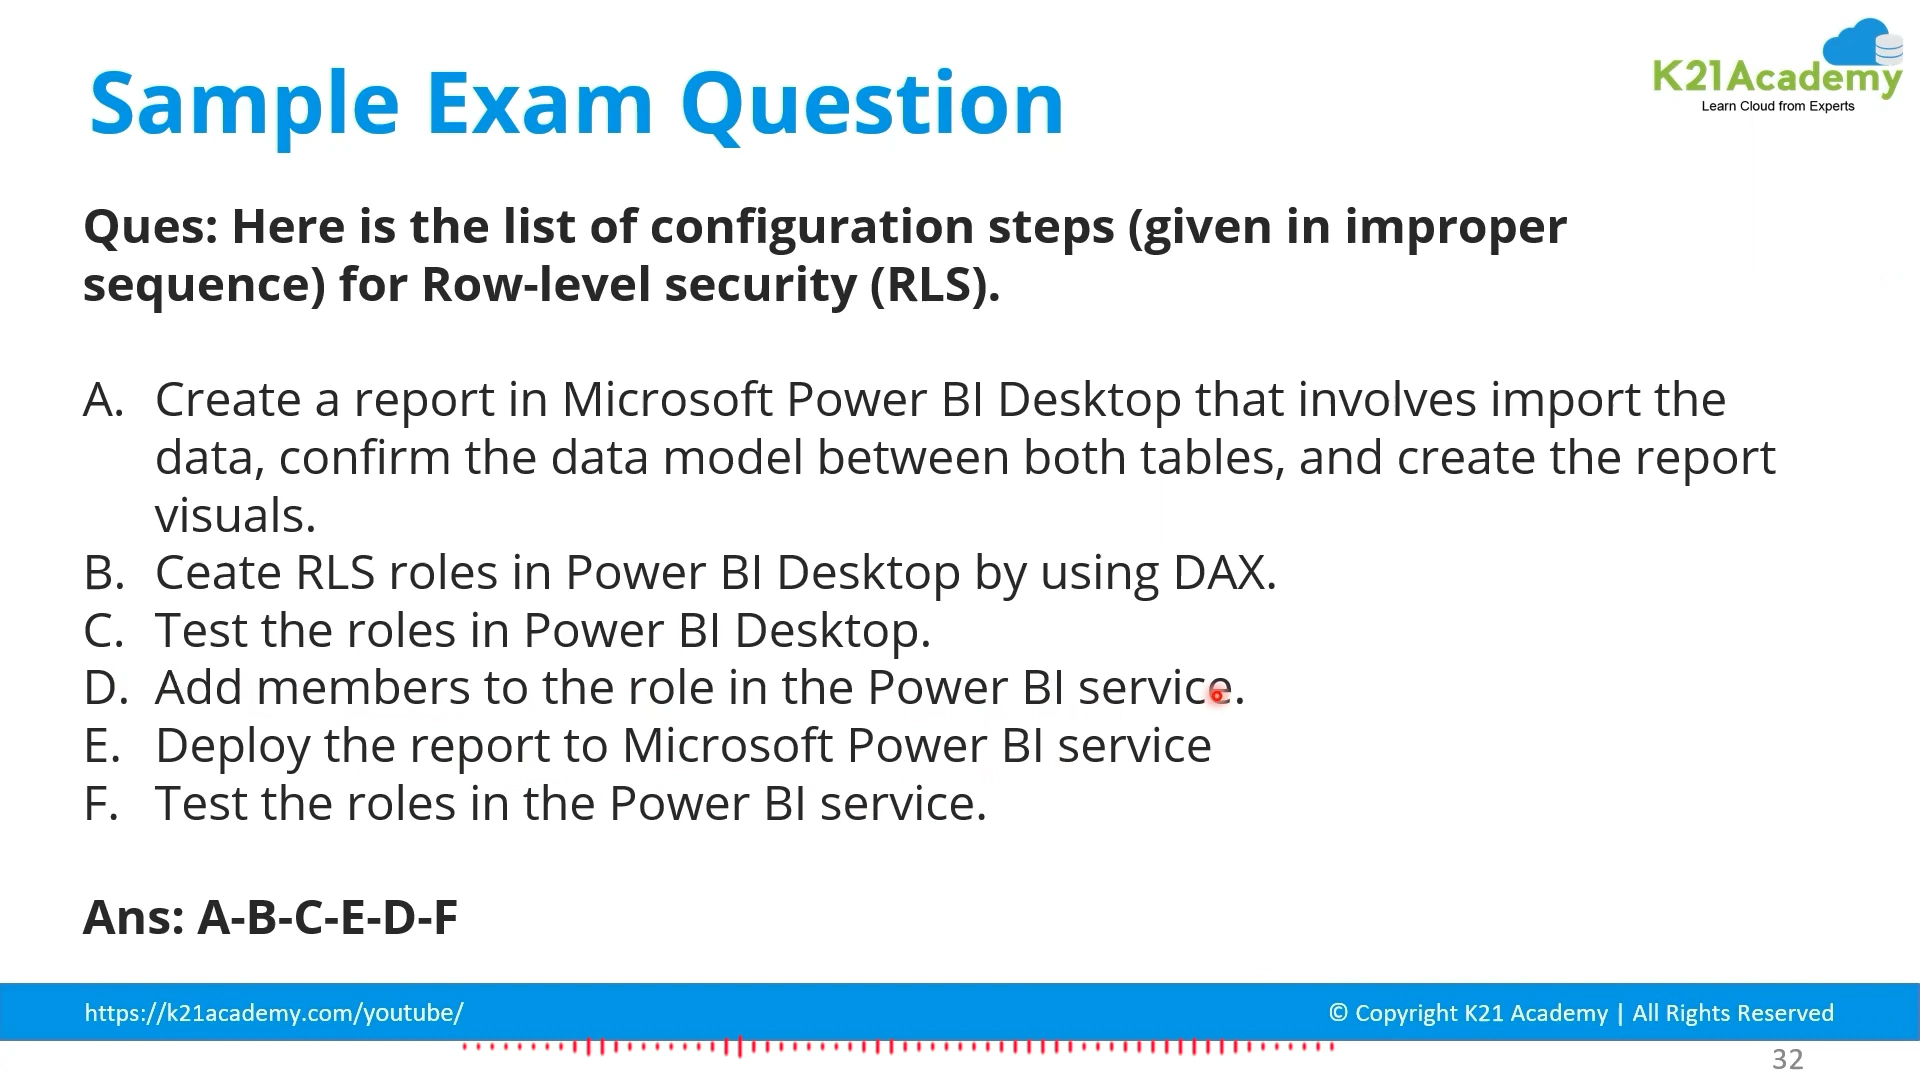 K21Academy
Learn Cloud from Experts
Sample Exam Question
Ques: Here is the list of configuration steps (given in improper
sequence) for Row-level security (RLS).
A. Create a report in Microsoft Power BI Desktop that involves import the
data, confirm the data model between both tables, and create the report
visuals.
B. Ceate RLS roles in Power BI Desktop by using DAX.
C. Test the roles in Power BI Desktop.
D. Add members to the role in the Power BI service.
E. Deploy the report to Microsoft Power BI service
F. Test the roles in the Power BI service.
Ans: A-B-C-E-D-F
https://k21academy.com/youtube/
© Copyright K21 Academy | All Rights Reserved
32